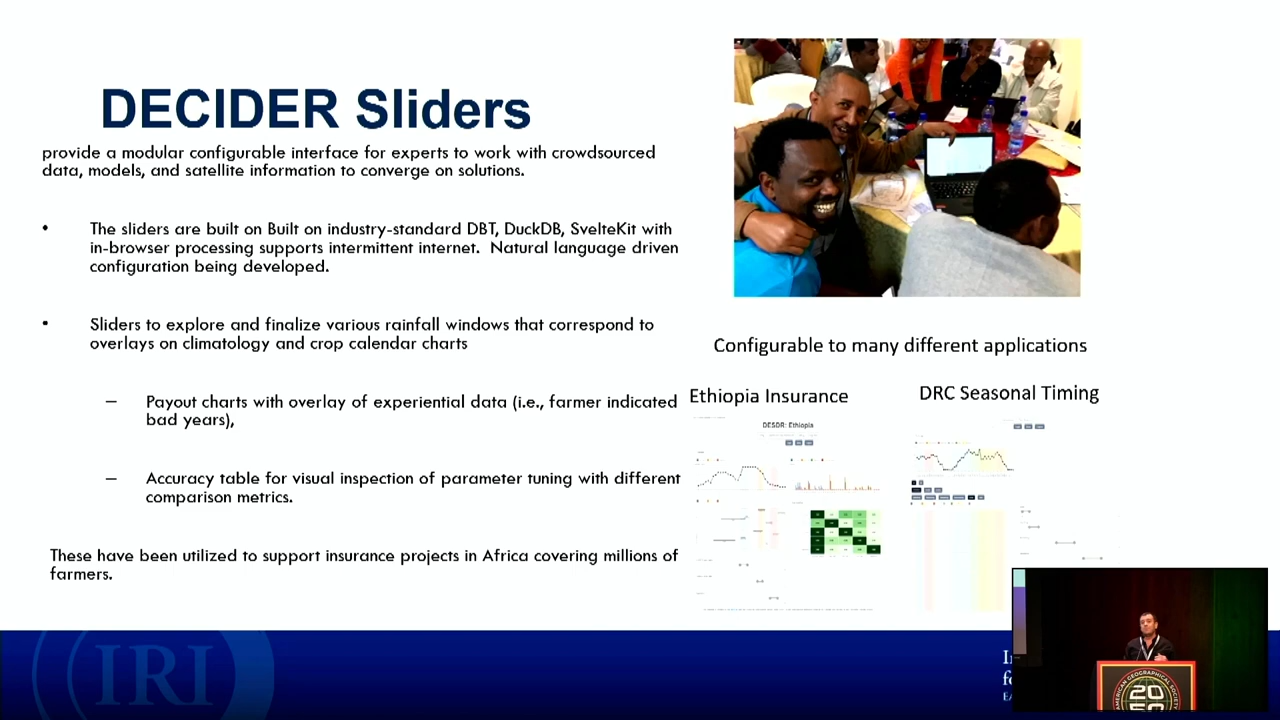 DECIDER Sliders
provide a modular configurable interface for experts to work with crowdsourced
data, models, and satellite information to converge on solutions.
• The sliders are built on Built on industry-standard DBT, DuckDB, SvelteKit with
in-browser processing supports intermittent internet. Natural language driven
configuration being developed.
• Sliders to explore and finalize various rainfall windows that correspond to
overlays on climatology and crop calendar charts
– Payout charts with overlay of experiential data (i.e., farmer indicated
bad years),
– Accuracy table for visual inspection of parameter tuning with different
comparison metrics.
These have been utilized to support insurance projects in Africa covering millions of
farmers.
Configurable to many different applications
Ethiopia Insurance
DRC Seasonal Timing
DESDR: Ethiopia
IRI
AMERICAN GEOGRAPHICAL SOCIETY
20
50